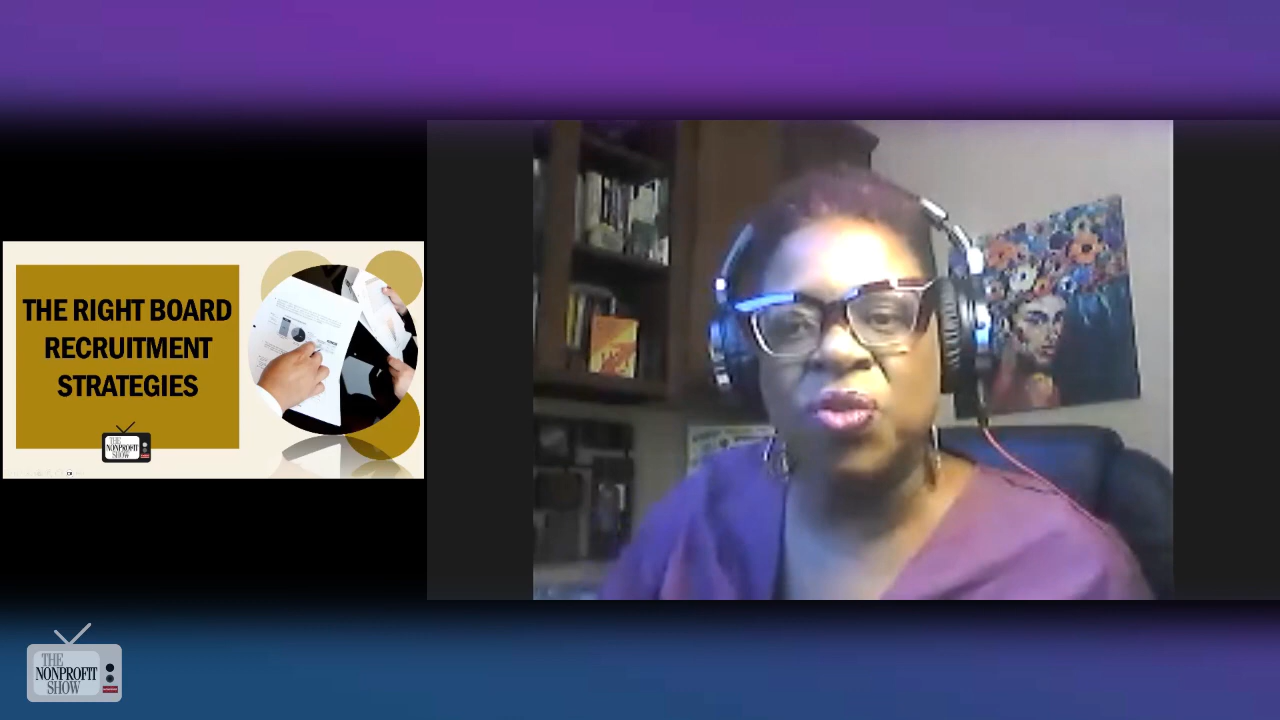 THE RIGHT BOARD
RECRUITMENT
STRATEGIES
THE
NONPROFIT
SHOW
THE
NONPROFIT
SHOW